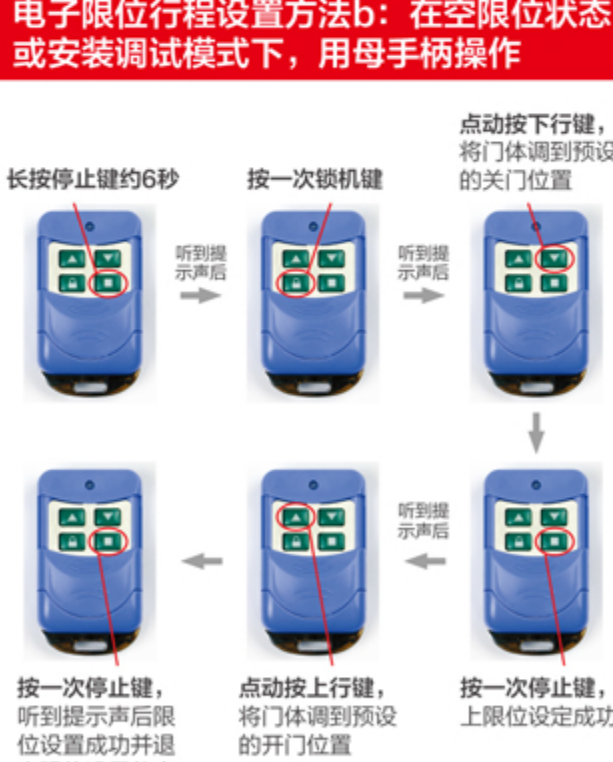 电子限位行程设置方法b：在空限位状态
或安装调试模式下，用母手柄操作
长按停止键约6秒
按一次锁机键
点动按下行键，
将门体调到预设
的关门位置
听到提
示声后
听到提
示声后
按一次停止键，
上限位设定成功
听到提
示声后
点动按上行键，
将门体调到预设
的开门位置
按一次停止键，
听到提示声后限
位设置成功并退